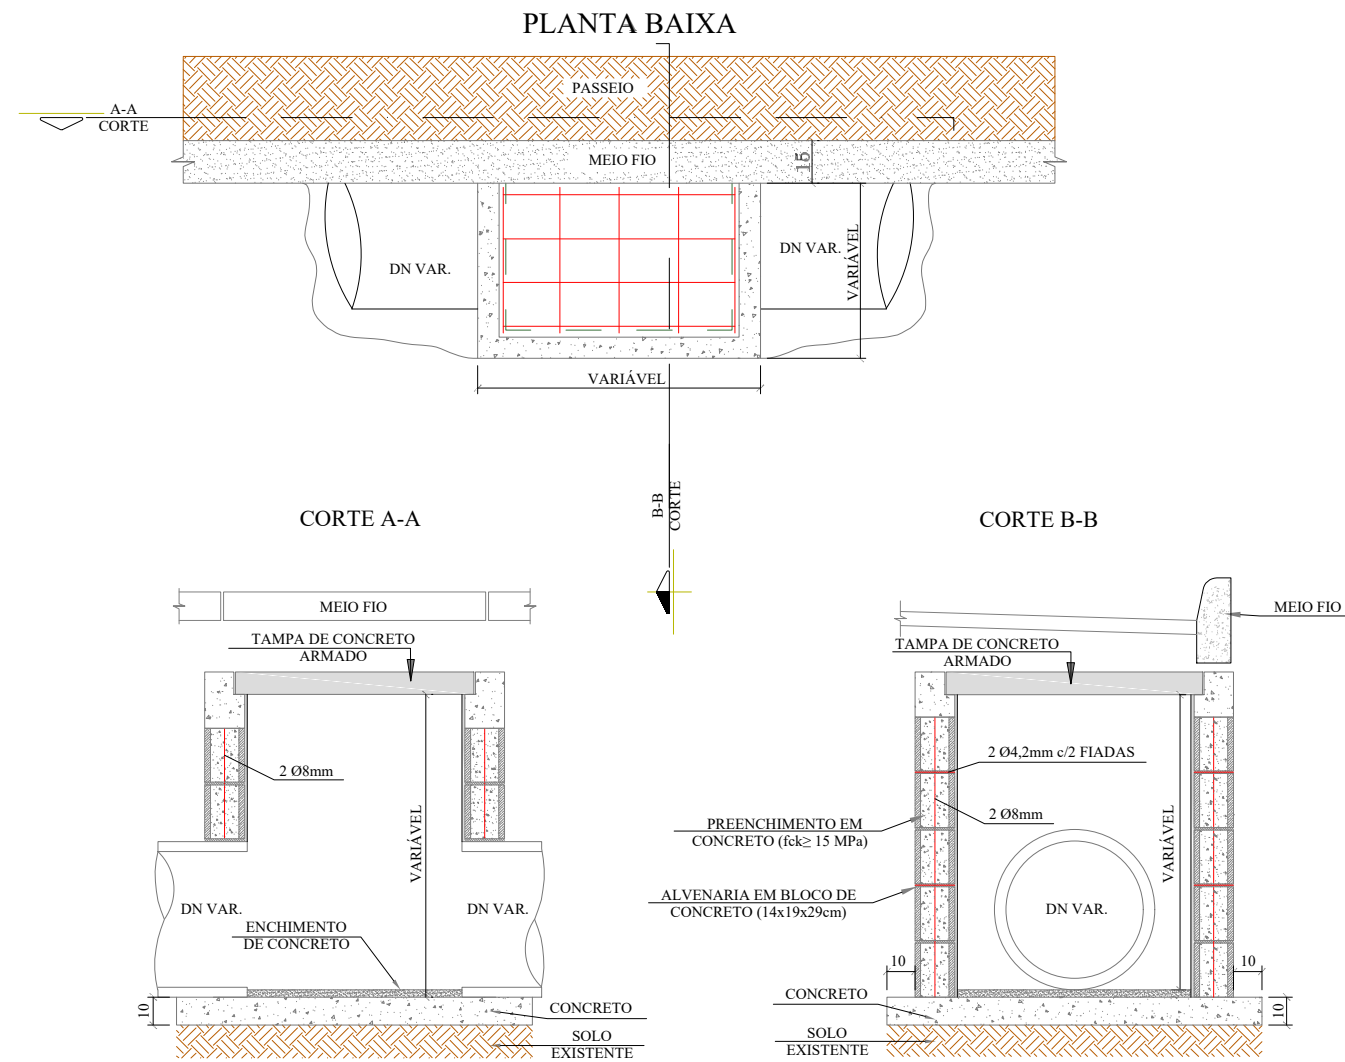 PLANTA BAIXA
PASSEIO
A-A
CORTE
MEIO FIO
15
DN VAR.
DN VAR.
VARIÁVEL
VARIÁVEL
B-B
CORTE
CORTE A-A
MEIO FIO
TAMPA DE CONCRETO
ARMADO
2 Ø8mm
VARIÁVEL
DN VAR.
DN VAR.
ENCHIMENTO
DE CONCRETO
10
CONCRETO
SOLO
EXISTENTE
CORTE B-B
MEIO FIO
TAMPA DE CONCRETO
ARMADO
2 Ø4,2mm c/2 FIADAS
2 Ø8mm
PREENCHIMENTO EM
CONCRETO (fck≥ 15 MPa)
VARIÁVEL
ALVENARIA EM BLOCO DE
CONCRETO (14x19x29cm)
DN VAR.
10
10
CONCRETO
10
SOLO
EXISTENTE